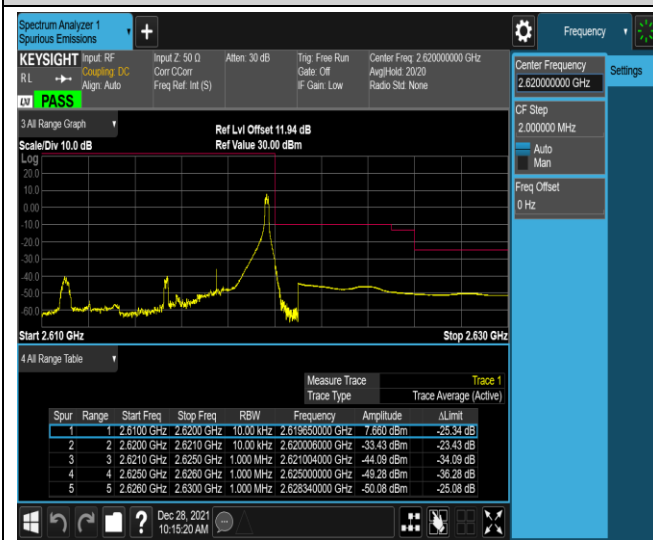 Spectrum Analyzer 1
Spurious Emissions
+
Frequency
KEYSIGHT Input: RF
Coupling: DC
Align: Auto
RL
Input Z: 50 Ω
Corr CCorr
Freq Ref: Int (S)
Atten: 30 dB
Trig: Free Run
Gate: Off
IF Gain: Low
Center Freq: 2.620000000 GHz
Avg|Hold: 20/20
Radio Std: None
LXI PASS
Center Frequency
2.620000000 GHz
Settings
CF Step
2.000000 MHz
Auto
Man
Freq Offset
0 Hz
3 All Range Graph
Ref Lvl Offset 11.94 dB
Scale/Div 10.0 dB Ref Value 30.00 dBm
Log
20.0
10.0
0.00
-10.0
-20.0
-30.0
-40.0
-50.0
-60.0
Start 2.610 GHz Stop 2.630 GHz
4 All Range Table
Measure Trace Trace 1
Trace Type Trace Average (Active)
Spur Range Start Freq Stop Freq RBW Frequency Amplitude ΔLimit
1 1 2.6100 GHz 2.6200 GHz 10.00 kHz 2.619650000 GHz 7.660 dBm -25.34 dB
2 2 2.6200 GHz 2.6210 GHz 10.00 kHz 2.620006000 GHz -33.43 dBm -23.43 dB
3 3 2.6210 GHz 2.6250 GHz 1.000 MHz 2.621004000 GHz -44.09 dBm -34.09 dB
4 4 2.6250 GHz 2.6260 GHz 1.000 MHz 2.625000000 GHz -49.28 dBm -36.28 dB
5 5 2.6260 GHz 2.6300 GHz 1.000 MHz 2.628340000 GHz -50.08 dBm -25.08 dB
?
Dec 28, 2021
10:15:20 AM